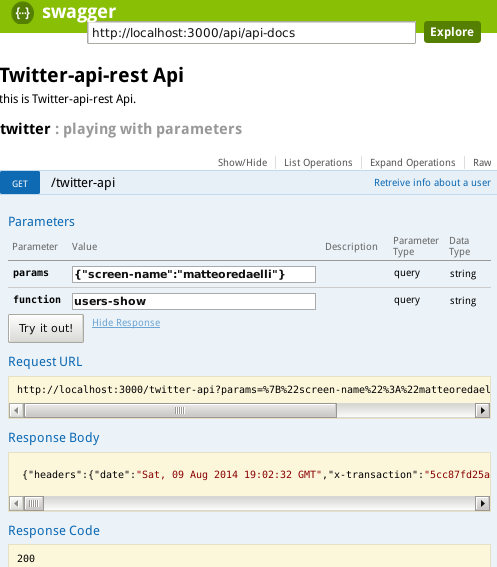 {···} swagger
http://localhost:3000/api/api-docs
Explore
Twitter-api-rest Api
this is Twitter-api-rest Api.
twitter : playing with parameters
Show/Hide List Operations Expand Operations Raw
GET /twitter-api Retreive info about a user
Parameters
Parameter Value Description Parameter Type Data Type
params {"screen-name":"matteoredaelli"} query string
function users-show query string
Try it out! Hide Response
Request URL
http://localhost:3000/twitter-api?params=%7B%22screen-name%22%3A%22matteoredael
Response Body
{"headers":{"date":"Sat, 09 Aug 2014 19:02:32 GMT","x-transaction":"5cc87fd25a
Response Code
200